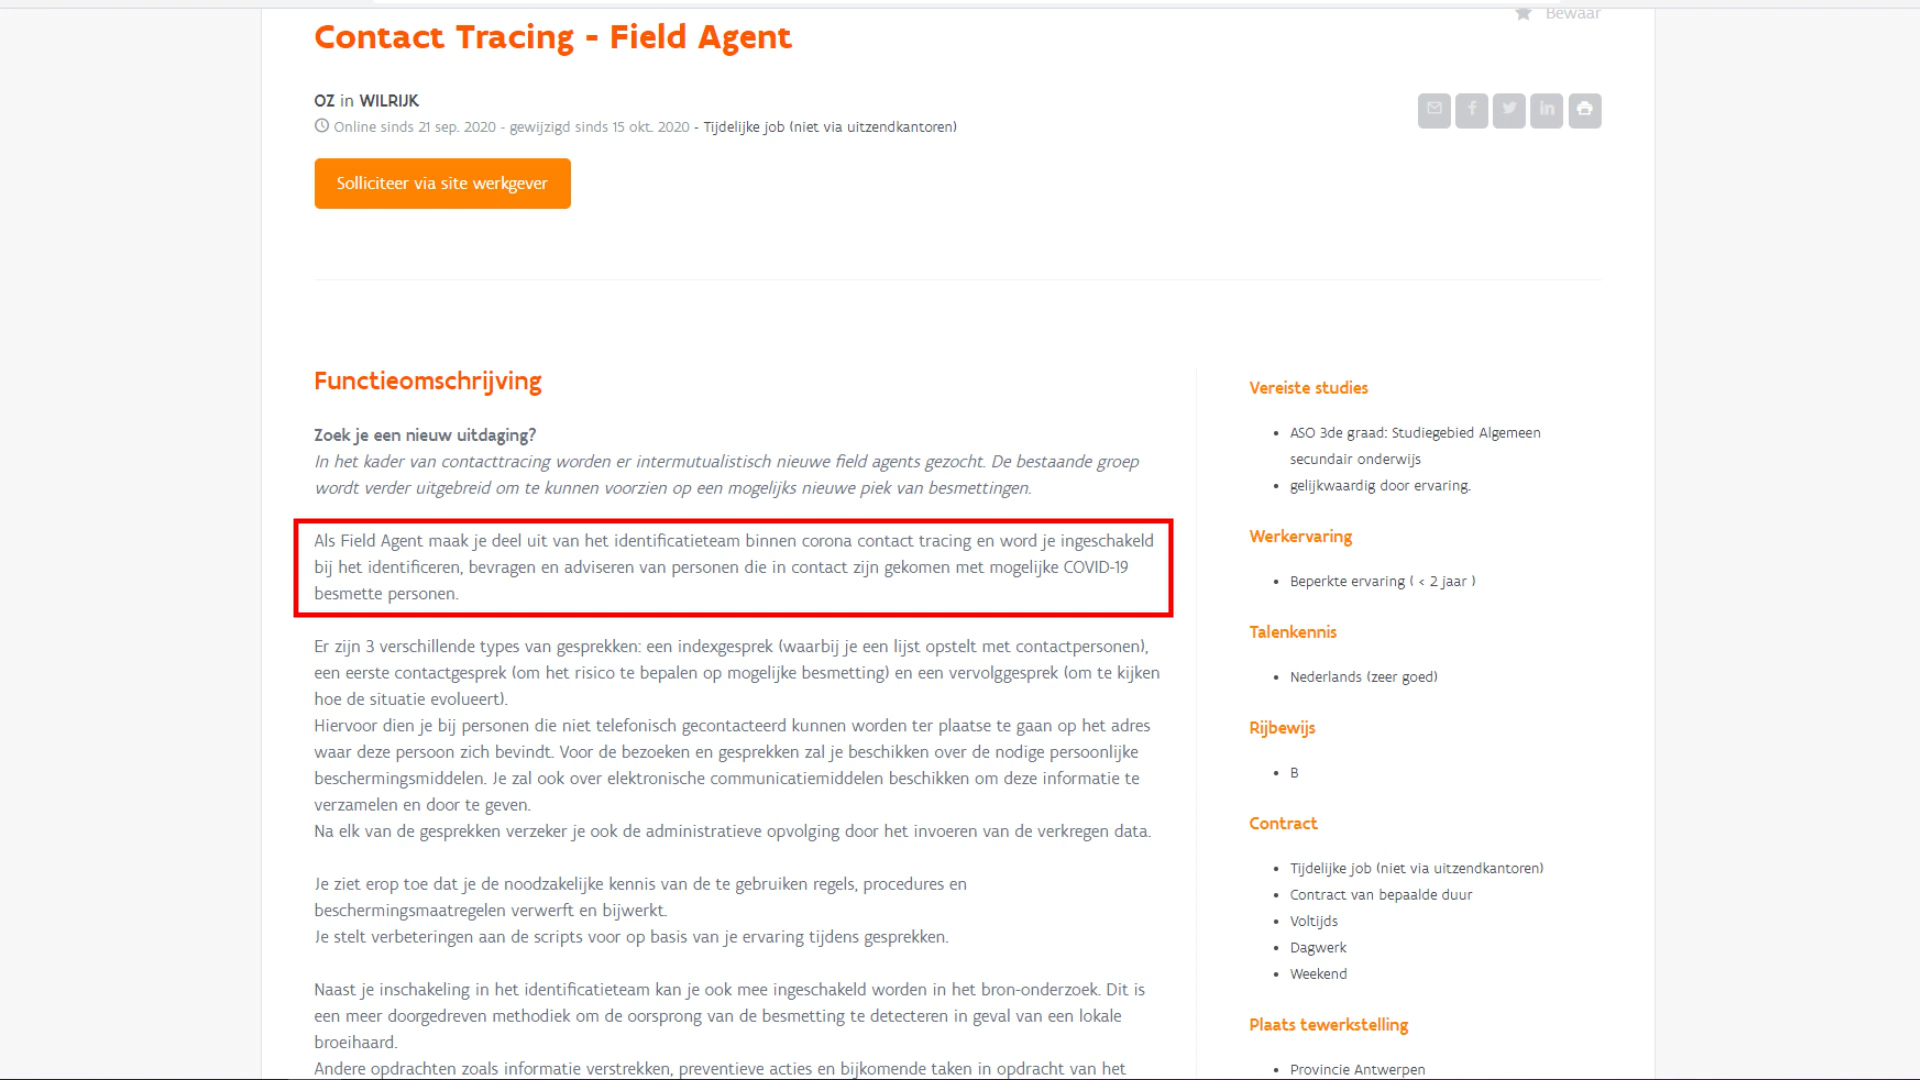 Bewaar
Contact Tracing - Field Agent
OZ in WILRIJK
Online sinds 21 sep. 2020 - gewijzigd sinds 15 okt. 2020 - Tijdelijke job (niet via uitzendkantoren)
Solliciteer via site werkgever
Functieomschrijving
Zoek je een nieuw uitdaging?
In het kader van contacttracing worden er intermutualistisch nieuwe field agents gezocht. De bestaande groep
wordt verder uitgebreid om te kunnen voorzien op een mogelijks nieuwe piek van besmettingen.
Als Field Agent maak je deel uit van het identificatieteam binnen corona contact tracing en word je ingeschakeld
bij het identificeren, bevragen en adviseren van personen die in contact zijn gekomen met mogelijke COVID-19
besmette personen.
Er zijn 3 verschillende types van gesprekken: een indexgesprek (waarbij je een lijst opstelt met contactpersonen),
een eerste contactgesprek (om het risico te bepalen op mogelijke besmetting) en een vervolggesprek (om te kijken
hoe de situatie evolueert).
Hiervoor dien je bij personen die niet telefonisch gecontacteerd kunnen worden ter plaatse te gaan op het adres
waar deze persoon zich bevindt. Voor de bezoeken en gesprekken zal je beschikken over de nodige persoonlijke
beschermingsmiddelen. Je zal ook over elektronische communicatiemiddelen beschikken om deze informatie te
verzamelen en door te geven.
Na elk van de gesprekken verzeker je ook de administratieve opvolging door het invoeren van de verkregen data.
Je ziet erop toe dat je de noodzakelijke kennis van de te gebruiken regels, procedures en
beschermingsmaatregelen verwerft en bijwerkt.
Je stelt verbeteringen aan de scripts voor op basis van je ervaring tijdens gesprekken.
Naast je inschakeling in het identificatieteam kan je ook mee ingeschakeld worden in het bron-onderzoek. Dit is
een meer doorgedreven methodiek om de oorsprong van de besmetting te detecteren in geval van een lokale
broeihaard.
Andere opdrachten zoals informatie verstrekken, preventieve acties en bijkomende taken in opdracht van het
Vereiste studies
ASO 3de graad: Studiegebied Algemeen
secundair onderwijs
gelijkwaardig door ervaring.
Werkervaring
Beperkte ervaring ( < 2 jaar )
Talenkennis
Nederlands (zeer goed)
Rijbewijs
B
Contract
Tijdelijke job (niet via uitzendkantoren)
Contract van bepaalde duur
Voltijds
Dagwerk
Weekend
Plaats tewerkstelling
Provincie Antwerpen